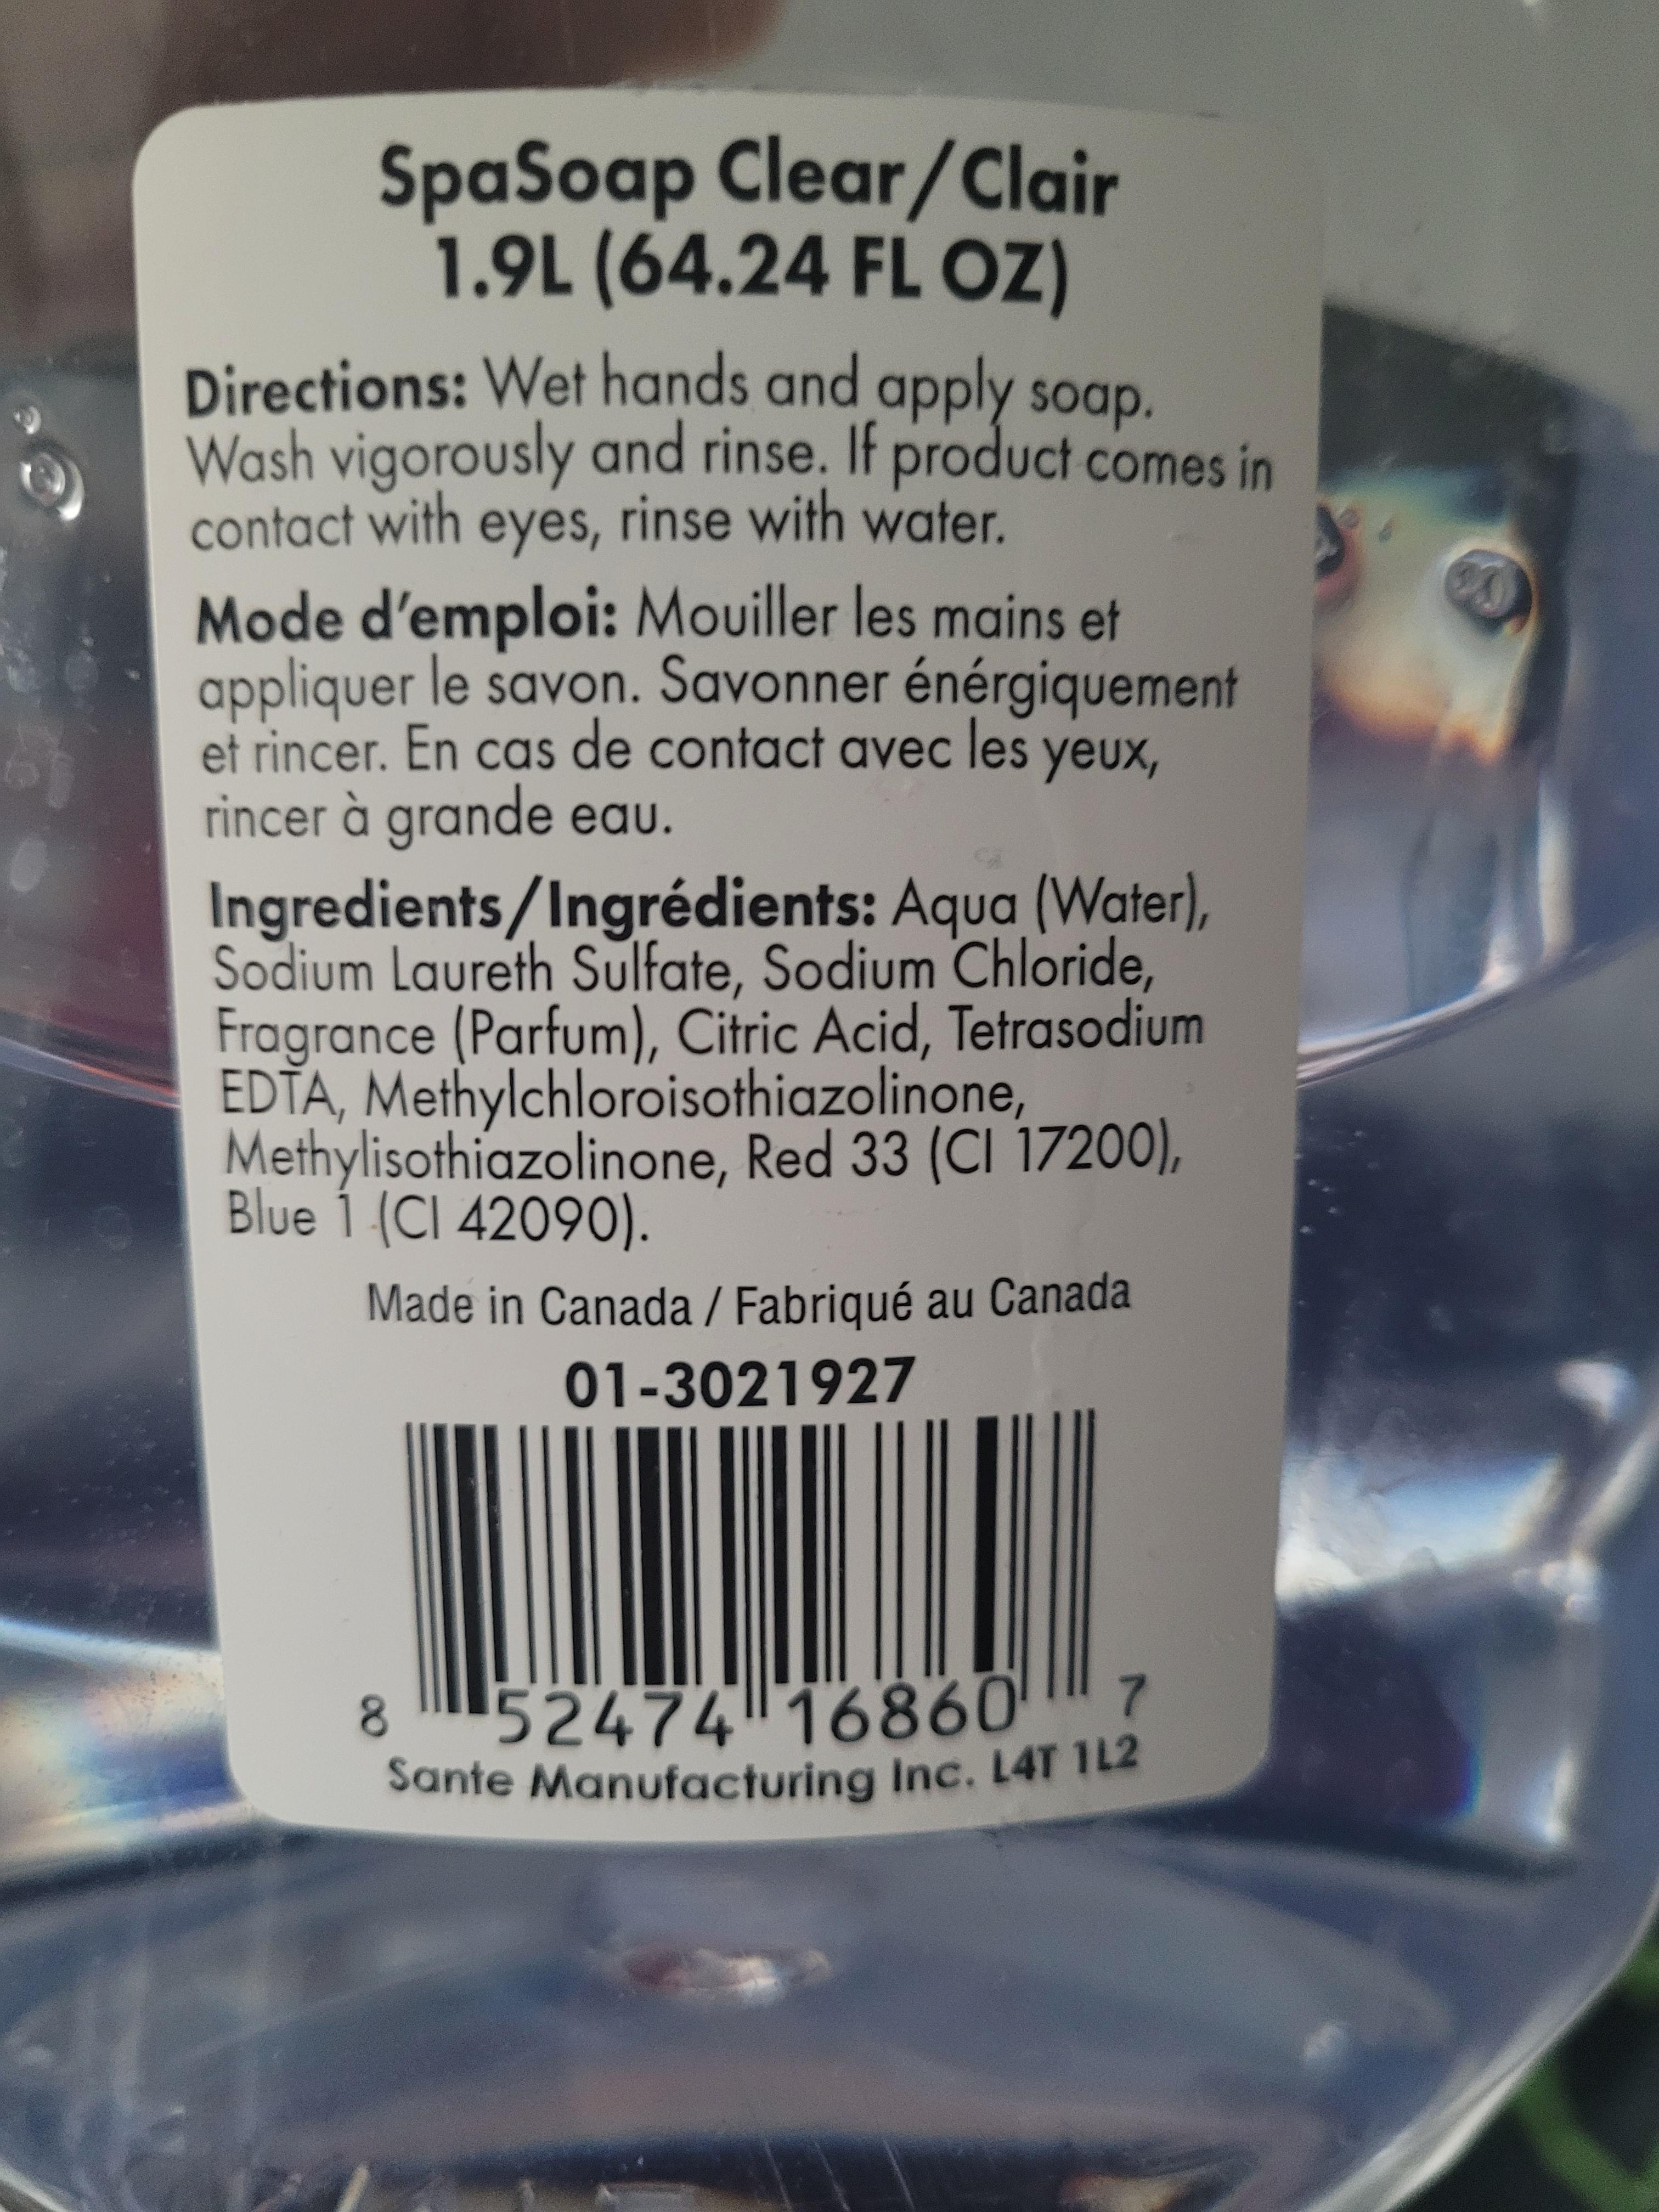 SpaSoap Clear/Clair
1.9L (64.24 FL OZ)
Directions: Wet hands and apply soap.
Wash vigorously and rinse. If product comes in
contact with eyes, rinse with water.
Mode d'emploi: Mouiller les mains et
appliquer le savon. Savonner énérgiquement
et rincer. En cas de contact avec les yeux,
rincer à grande eau.
Ingredients/Ingrédients: Aqua (Water),
Sodium Laureth Sulfate, Sodium Chloride,
Fragrance (Parfum), Citric Acid, Tetrasodium
EDTA, Methylchloroisothiazolinone,
Methylisothiazolinone, Red 33 (CI 17200),
Blue 1 (CI 42090).
Made in Canada / Fabriqué au Canada
01-3021927
8 52474 16860 7
Sante Manufacturing Inc. L4T 1L2